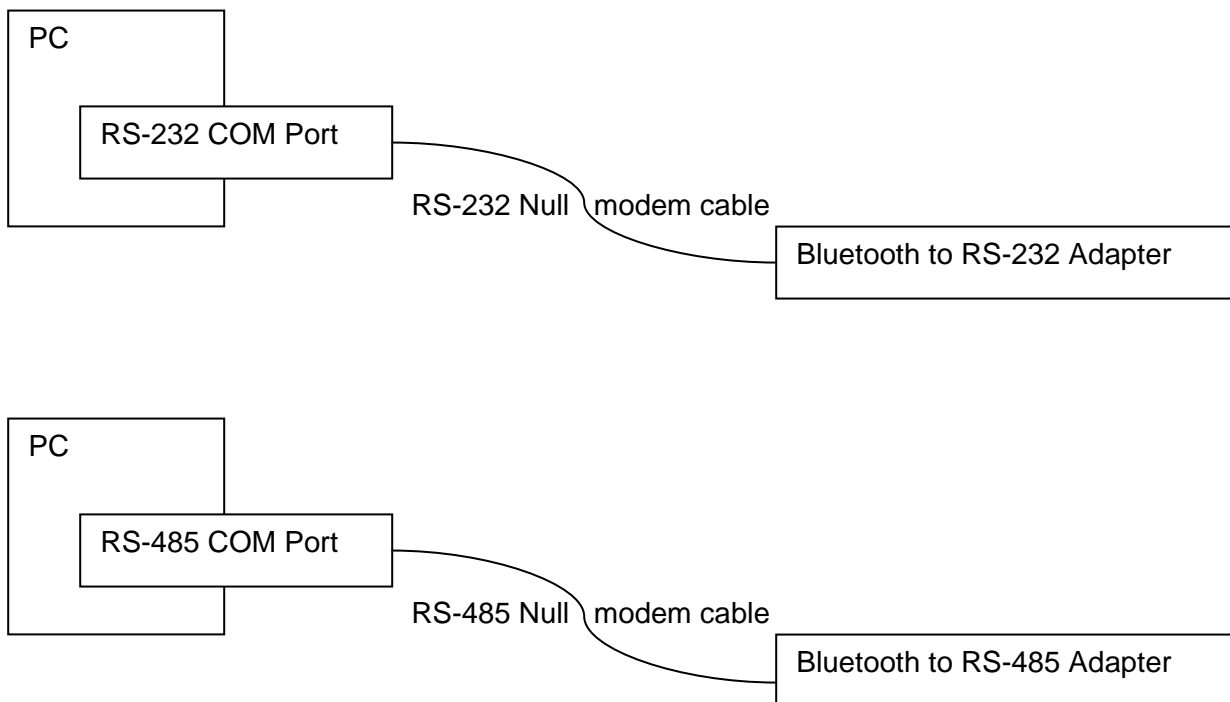 PC
RS-232 COM Port
RS-232 Null modem cable
Bluetooth to RS-232 Adapter
PC
RS-485 COM Port
RS-485 Null modem cable
Bluetooth to RS-485 Adapter